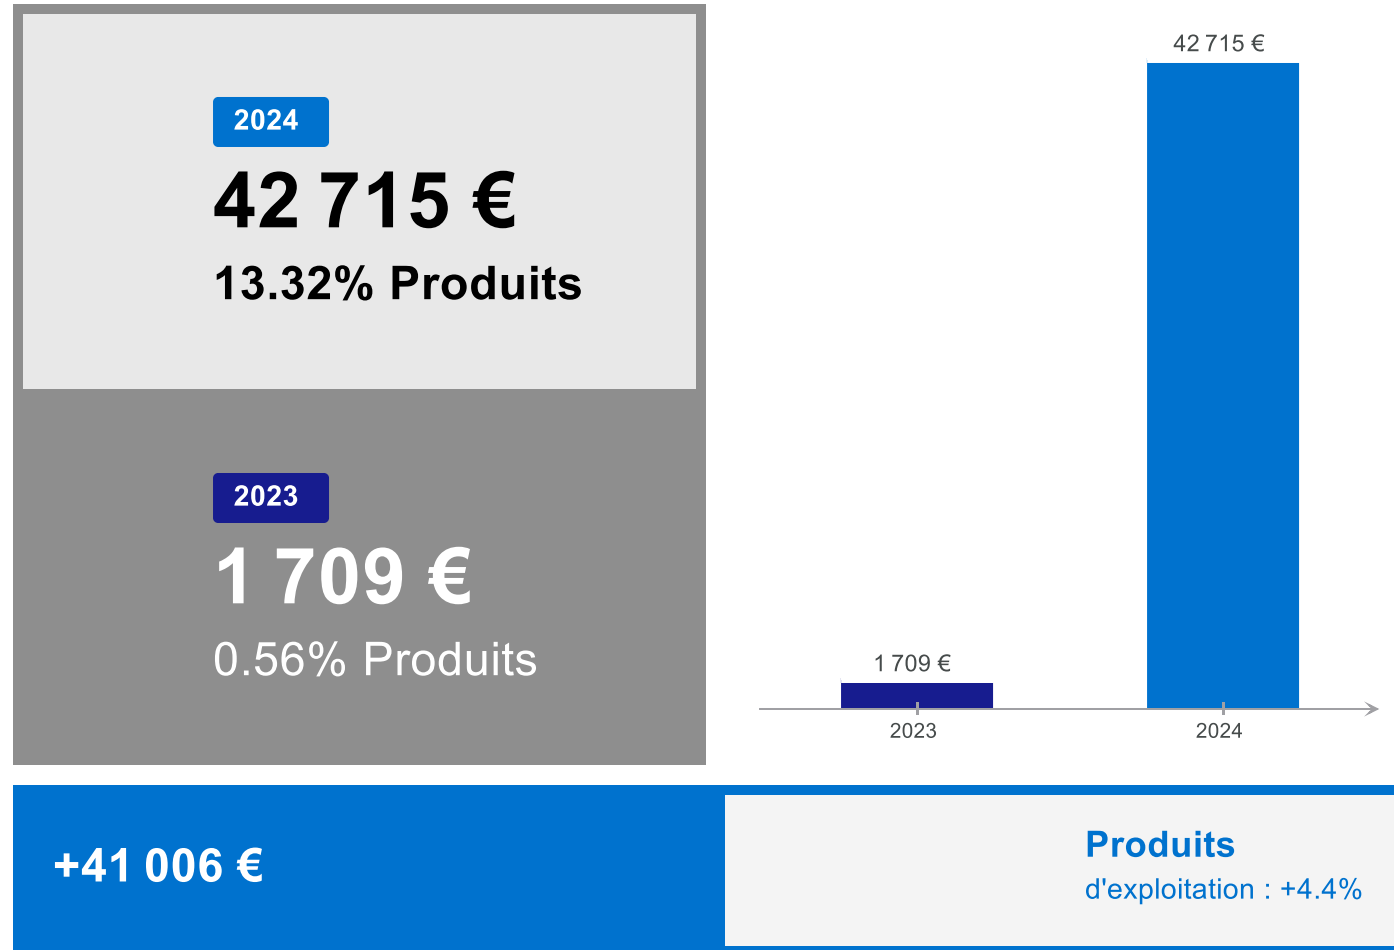 2024
42 715 €
13.32% Produits
2023
1 709 €
0.56% Produits
42 715 €
1 709 €
2023
2024
+41 006 €
Produits
d'exploitation : +4.4%